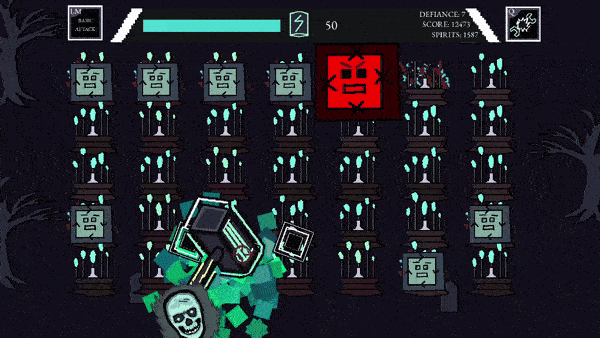 LM
BASIC
ATTACK
50
DEFIANCE: 7
SCORE: 12473
SPIRITS: 1587
Q